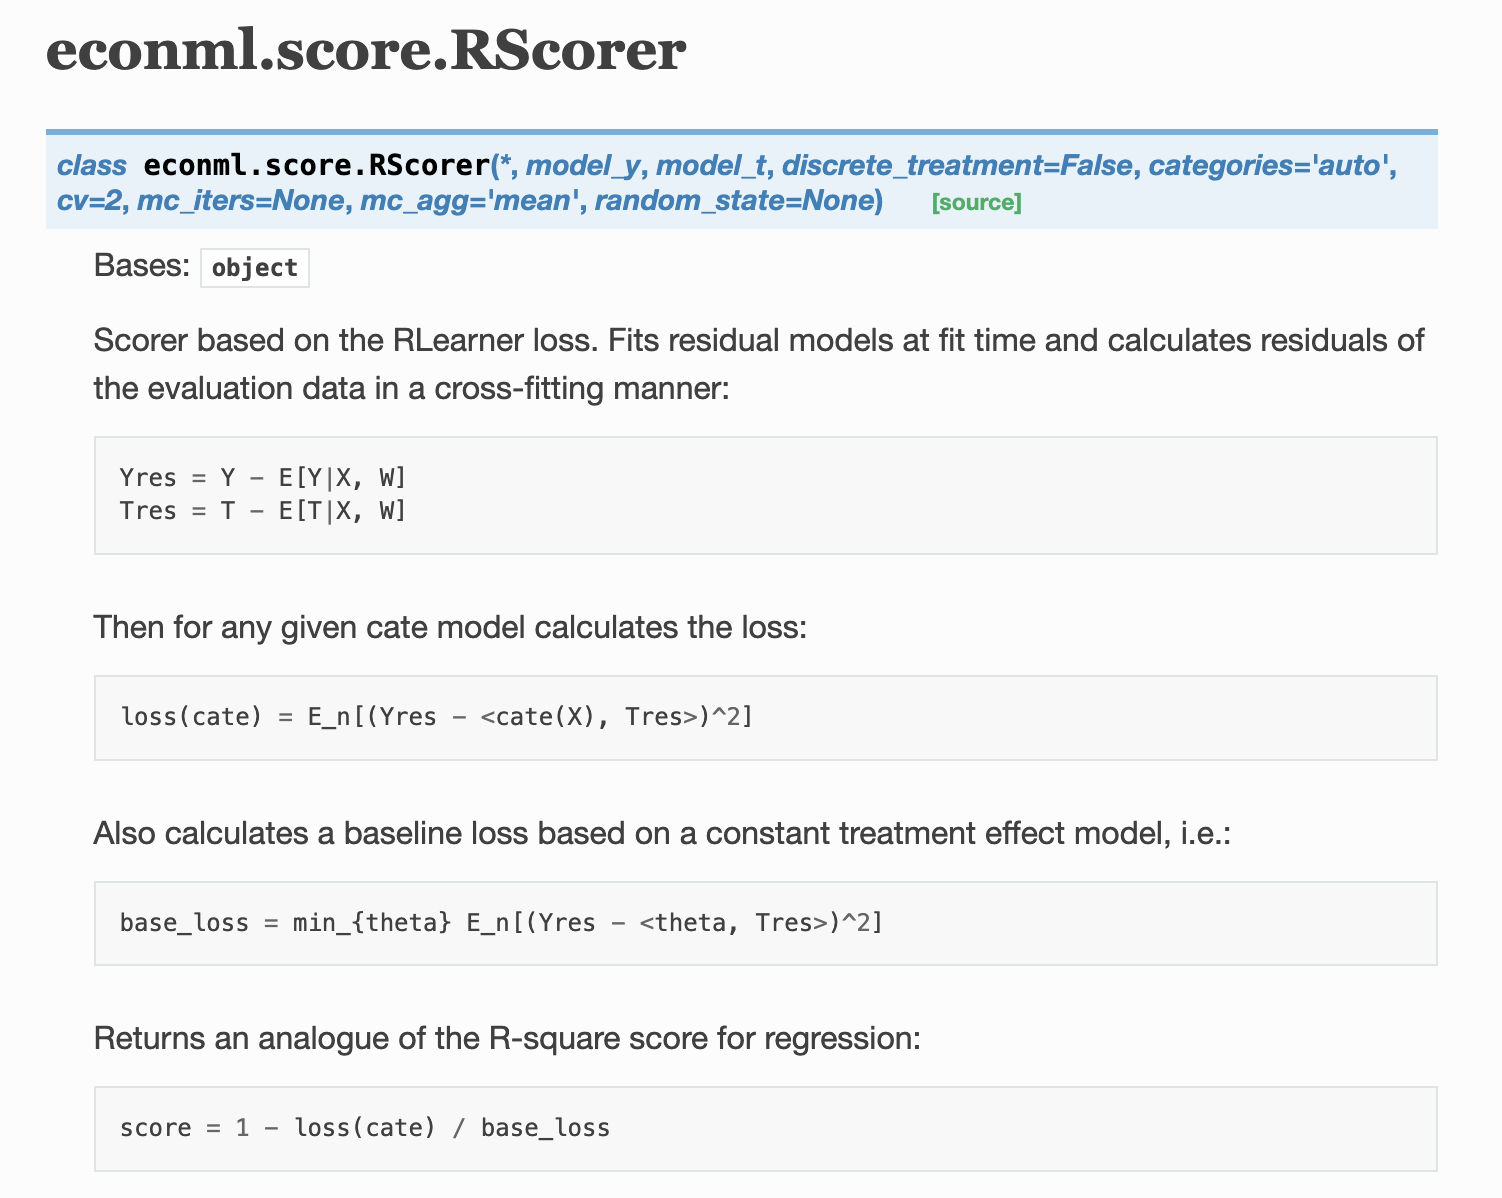 econml.score.RScorer
class econml.score.RScorer(*, model_y, model_t, discrete_treatment=False, categories='auto',
cv=2, mc_iters=None, mc_agg='mean', random_state=None) [source]
Bases: object
Scorer based on the RLearner loss. Fits residual models at fit time and calculates residuals of
the evaluation data in a cross-fitting manner:
Yres = Y - E[Y|X, W]
Tres = T - E[T|X, W]
Then for any given cate model calculates the loss:
loss(cate) = E_n[(Yres - <cate(X), Tres>)^2]
Also calculates a baseline loss based on a constant treatment effect model, i.e.:
base_loss = min_{theta} E_n[(Yres - <theta, Tres>)^2]
Returns an analogue of the R-square score for regression:
score = 1 - loss(cate) / base_loss